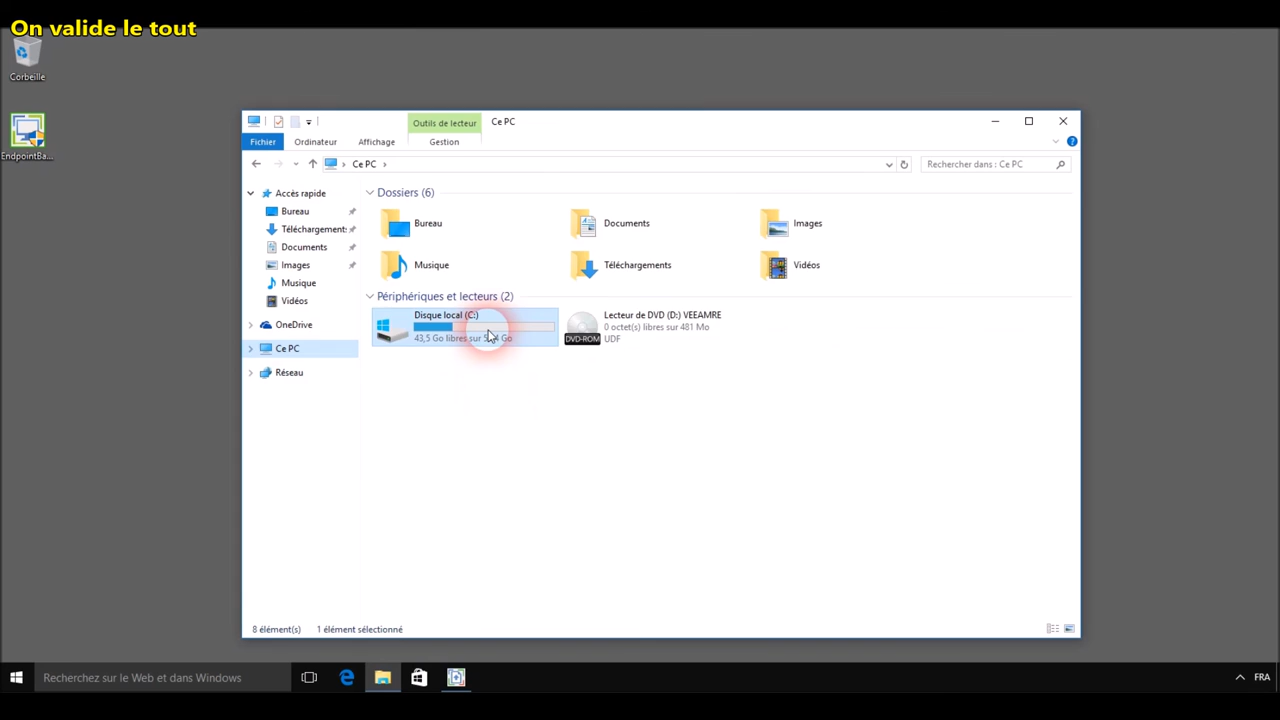 On valide le tout
Corbeille
EndpointBa...
Outils de lecteur
Ce PC
Fichier
Ordinateur
Affichage
Gestion
Ce PC
Rechercher dans : Ce PC
Accès rapide
Bureau
Téléchargement:
Documents
Images
Musique
Vidéos
OneDrive
Ce PC
Réseau
Dossiers (6)
Bureau
Documents
Images
Musique
Téléchargements
Vidéos
Périphériques et lecteurs (2)
Disque local (C:)
43,5 Go libres sur Go
Lecteur de DVD (D:) VEEAMRE
0 octet(s) libres sur 481 Mo
UDF
DVD-ROM
8 élément(s)
1 élément sélectionné
Recherchez sur le Web et dans Windows
FRA